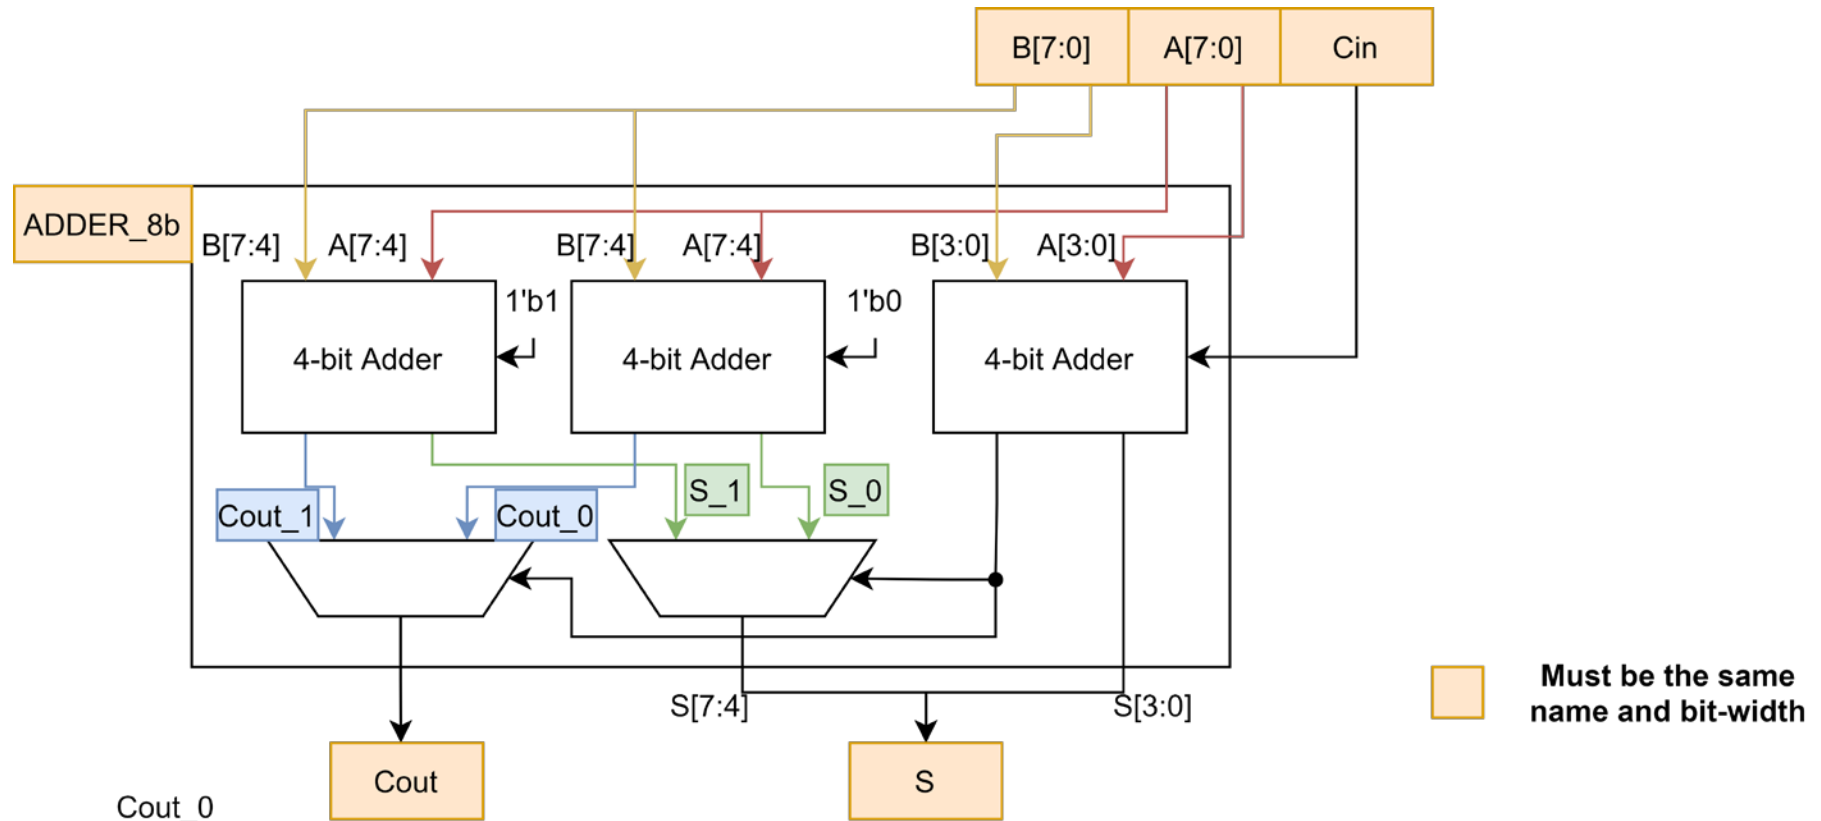 B[7:0]
A[7:0]
Cin
ADDER_8b
B[7:4]
A[7:4]
B[7:4]
A[7:4]
B[3:0]
A[3:0]
1'b1
1'b0
4-bit Adder
4-bit Adder
4-bit Adder
S_1
S_0
Cout_1
Cout_0
S[7:4]
S[3:0]
Must be the same
name and bit-width
Cout
S
Cout_0